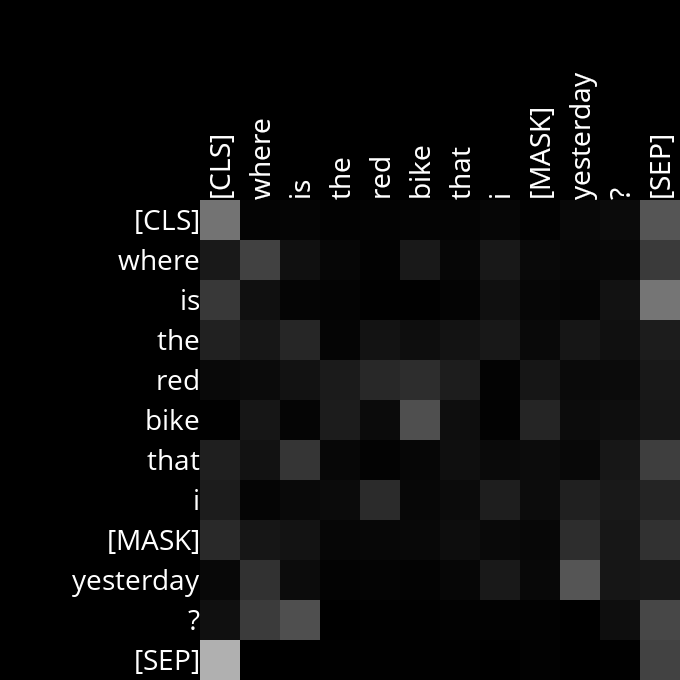 [CLS] where is the red bike that i [MASK] yesterday ? [SEP]
[CLS]
where
is
the
red
bike
that
i
[MASK]
yesterday
?
[SEP]